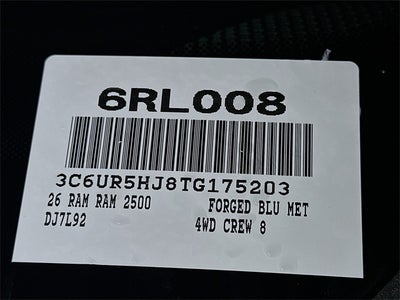 6RL008
3C6UR5HJ8TG175203
26 RAM RAM 2500 FORGED BLU MET
DJ7L92 4WD CREW 8